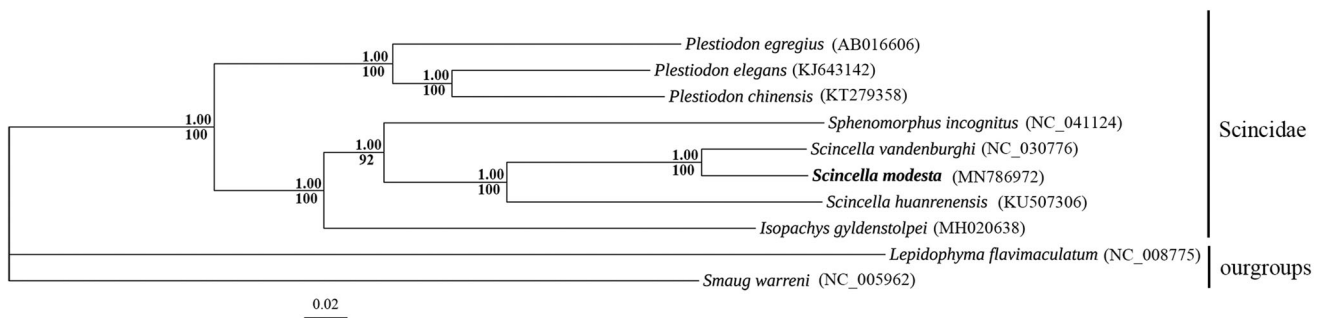 Plestiodon egregius (AB016606)
1.00
100
Plestiodon elegans (KJ643142)
1.00
100
Plestiodon chinensis (KT279358)
1.00
100
Sphenomorphus incognitus (NC_041124)
Scincidae
1.00
92
Scincella vandenburghi (NC_030776)
1.00
100
Scincella modesta (MN786972)
1.00
100
1.00
100
Scincella huanrenensis (KU507306)
Isopachys gyldenstolpei (MH020638)
Lepidophyma flavimaculatum (NC_008775)
ourgroups
Smaug warreni (NC_005962)
0.02